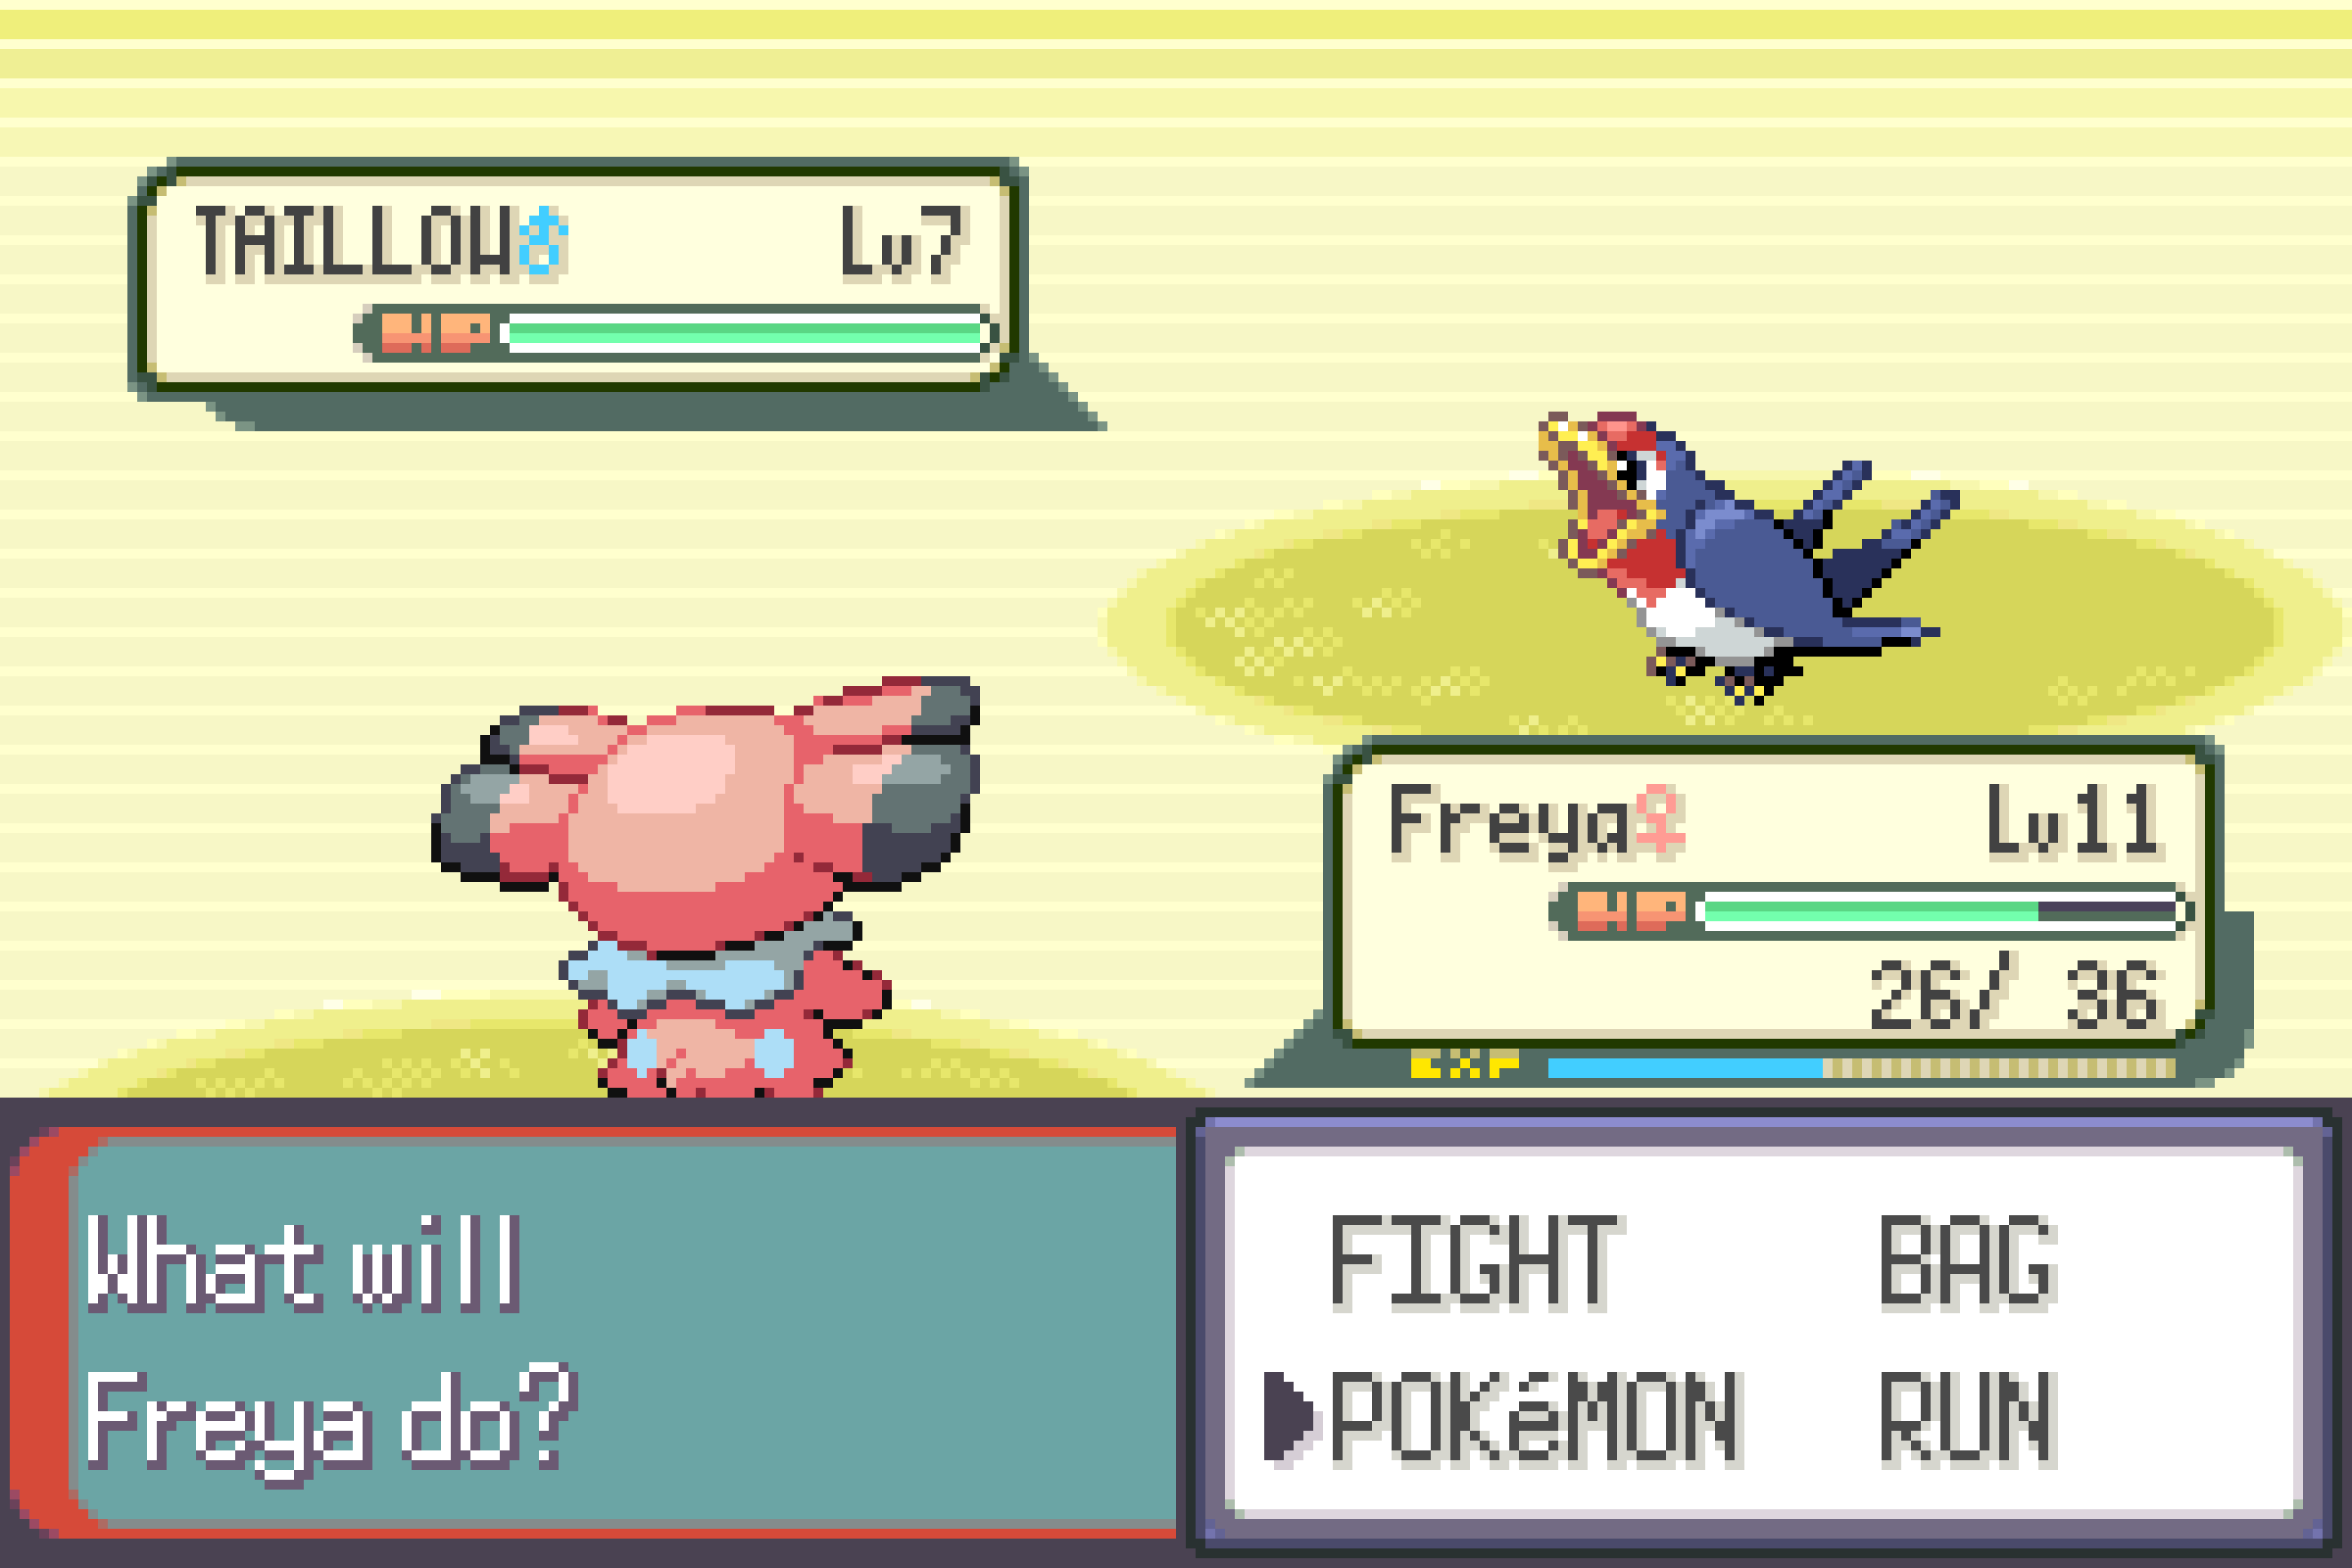 TAILLOW♂ Lv7
HP
Freya♀ Lv11
HP
26/ 36
EXP
What will
Freya do?
FIGHT BAG
▶POKéMON RUN